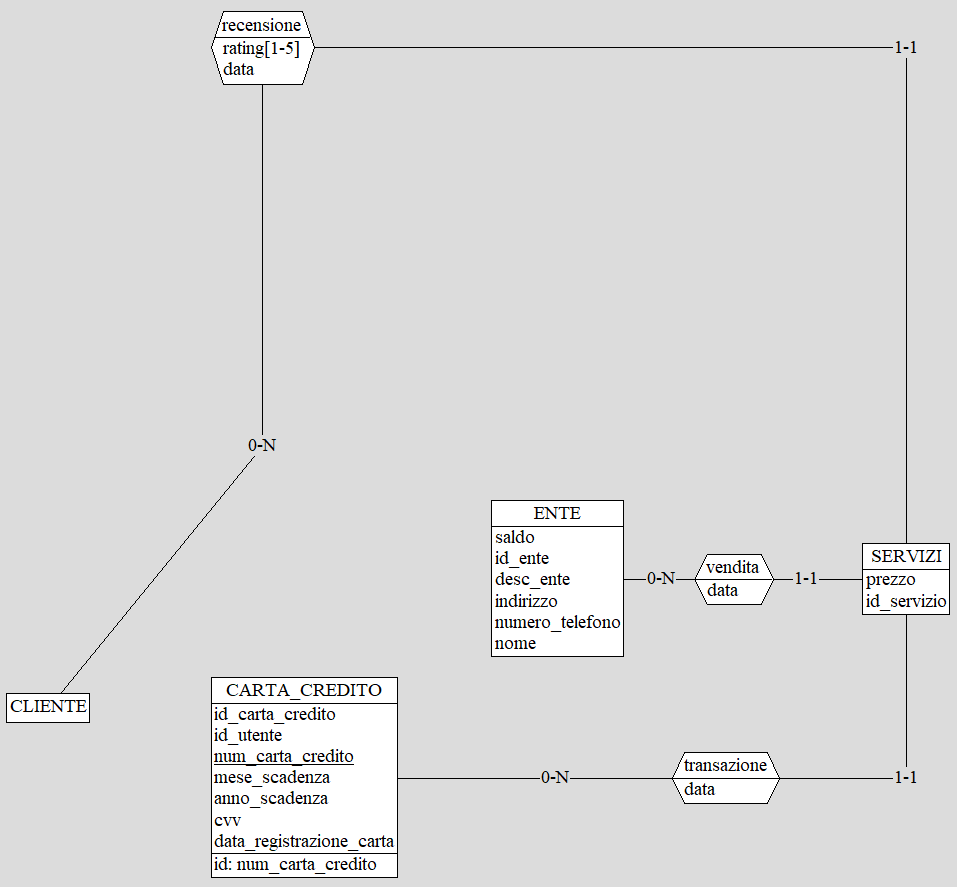 recensione
rating[1-5]
data
1-1
0-N
ENTE
saldo
id_ente
desc_ente
indirizzo
numero_telefono
nome
0-N
vendita
data
1-1
SERVIZI
prezzo
id_servizio
CLIENTE
CARTA_CREDITO
id_carta_credito
id_utente
num_carta_credito
mese_scadenza
anno_scadenza
cvv
data_registrazione_carta
id: num_carta_credito
0-N
transazione
data
1-1